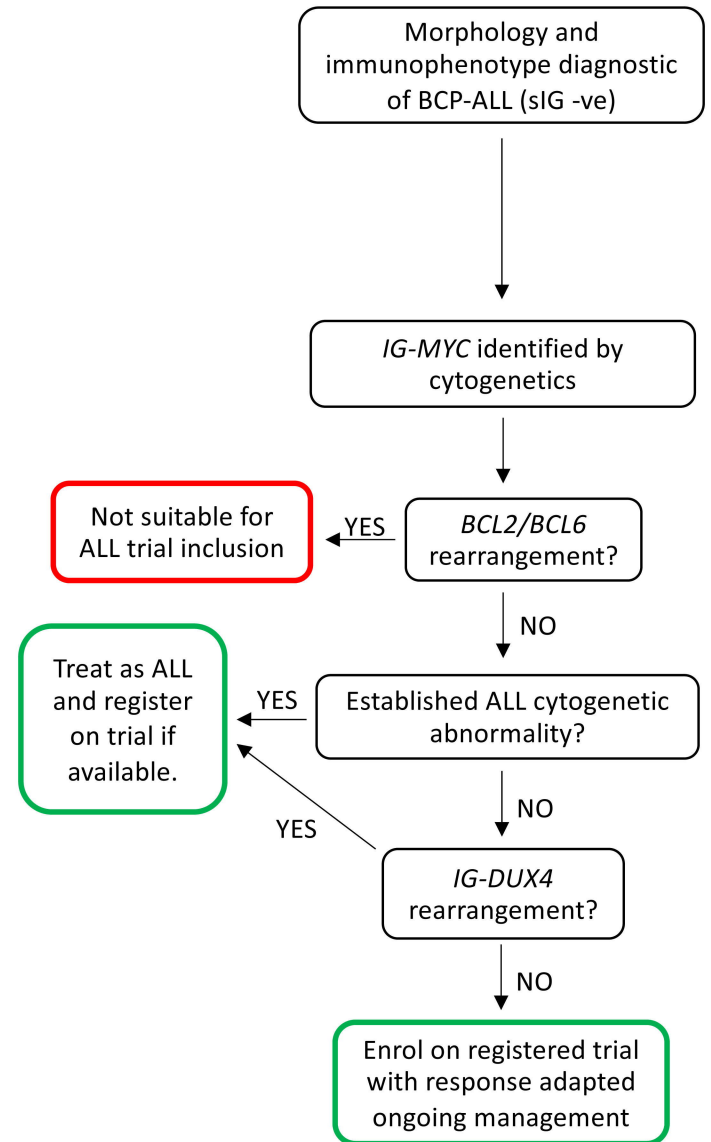 Morphology and
immunophenotype diagnostic
of BCP-ALL (sIG -ve)
IG-MYC identified by
cytogenetics
BCL2/BCL6
rearrangement?
YES
Not suitable for
ALL trial inclusion
NO
Established ALL cytogenetic
abnormality?
YES
Treat as ALL
and register
on trial if
available.
NO
YES
IG-DUX4
rearrangement?
NO
Enrol on registered trial
with response adapted
ongoing management